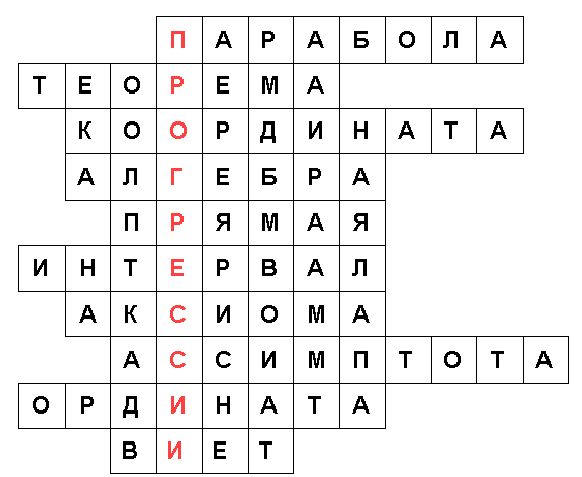 ПАРАБОЛА
ТЕОРЕМА
КООРДИНАТА
АЛГЕБРА
ПРЯМАЯ
ИНТЕРВАЛ
АКСИОМА
АССИМПТОТА
ОРДИНАТА
ВИЕТ